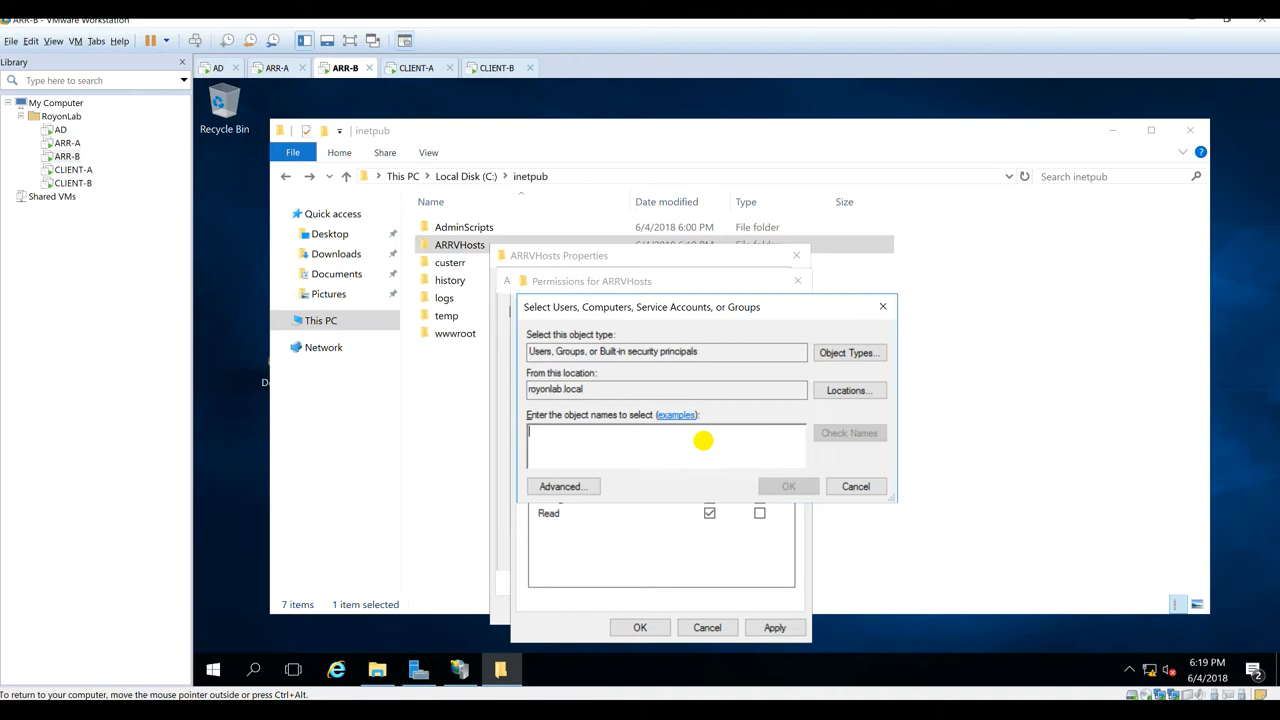 ARR-B - VMware Workstation
File Edit View VM Tabs Help
Library
Type here to search
My Computer
RoyonLab
AD
ARR-A
ARR-B
CLIENT-A
CLIENT-B
Shared VMs
AD
ARR-A
ARR-B
CLIENT-A
CLIENT-B
Recycle Bin
inetpub
File Home Share View
This PC Local Disk (C:) inetpub
Search inetpub
Name Date modified Type Size
Quick access
Desktop
Downloads
Documents
Pictures
This PC
Network
AdminScripts 6/4/2018 6:00 PM File folder
ARRVHosts
custerr
history
logs
temp
wwwroot
ARRVHosts Properties
Permissions for ARRVHosts
Select Users, Computers, Service Accounts, or Groups
Select this object type:
Users, Groups, or Built-in security principals
Object Types...
From this location:
royonlab.local
Locations...
Enter the object names to select (examples):
Check Names
Advanced...
OK
Cancel
Read
OK
Cancel
Apply
7 items 1 item selected
6:19 PM
6/4/2018
2
To return to your computer, move the mouse pointer outside or press Ctrl+Alt.